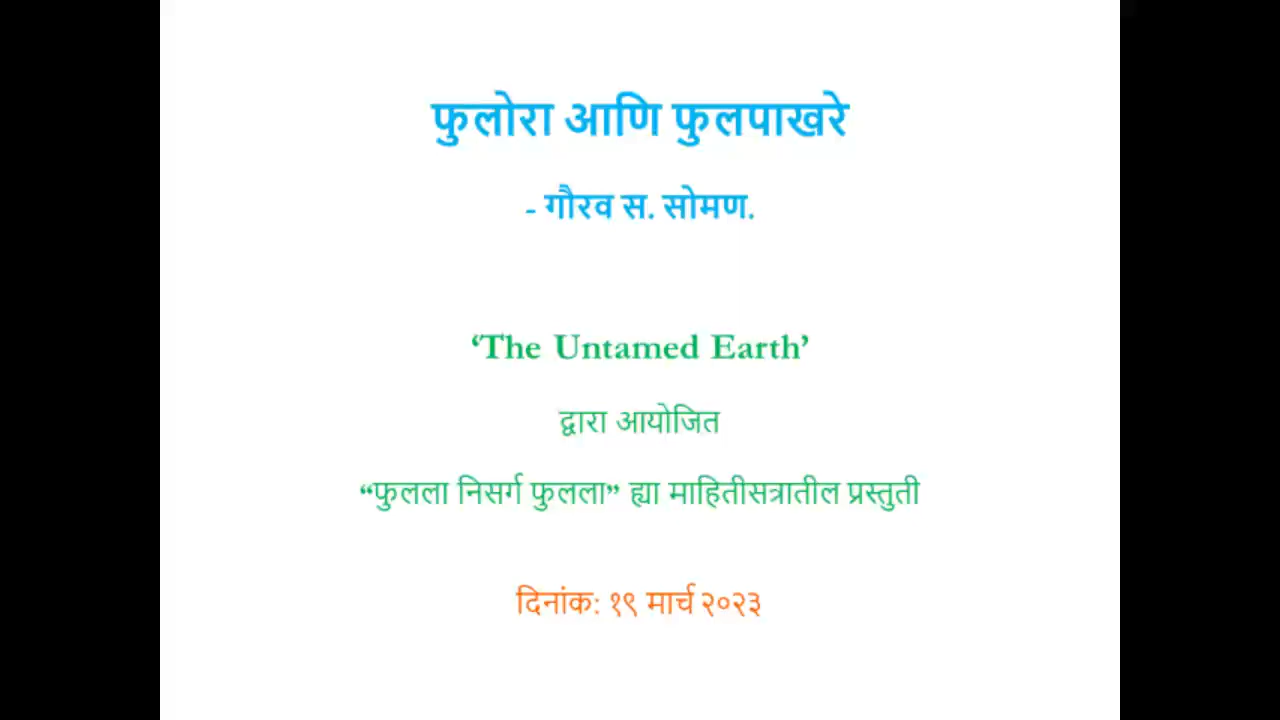 फुलोरा आणि फुलपाखरे
- गौरव स. सोमण.
‘The Untamed Earth’
द्वारा आयोजित
“फुलला निसर्ग फुलला” ह्या माहितीसत्रातील प्रस्तुती
दिनांक: १९ मार्च २०२३